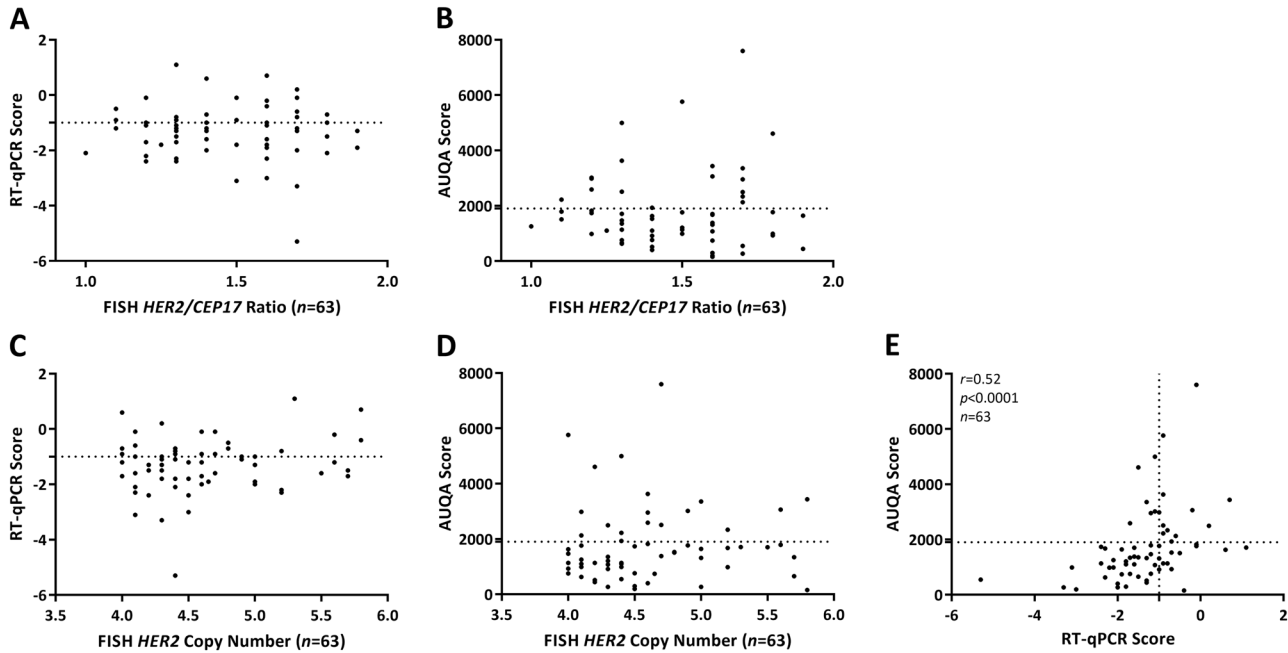 A
2
0
-2
-4
-6
RT-qPCR Score
1.0
1.5
2.0
FISH HER2/CEP17 Ratio (n=63)
B
8000
6000
4000
2000
0
AUQA Score
1.0
1.5
2.0
FISH HER2/CEP17 Ratio (n=63)
C
2
0
-2
-4
-6
RT-qPCR Score
3.5
4.0
4.5
5.0
5.5
6.0
FISH HER2 Copy Number (n=63)
D
8000
6000
4000
2000
0
AUQA Score
3.5
4.0
4.5
5.0
5.5
6.0
FISH HER2 Copy Number (n=63)
E
r=0.52
p<0.0001
n=63
8000
6000
4000
2000
0
AUQA Score
-6
-4
-2
0
2
RT-qPCR Score